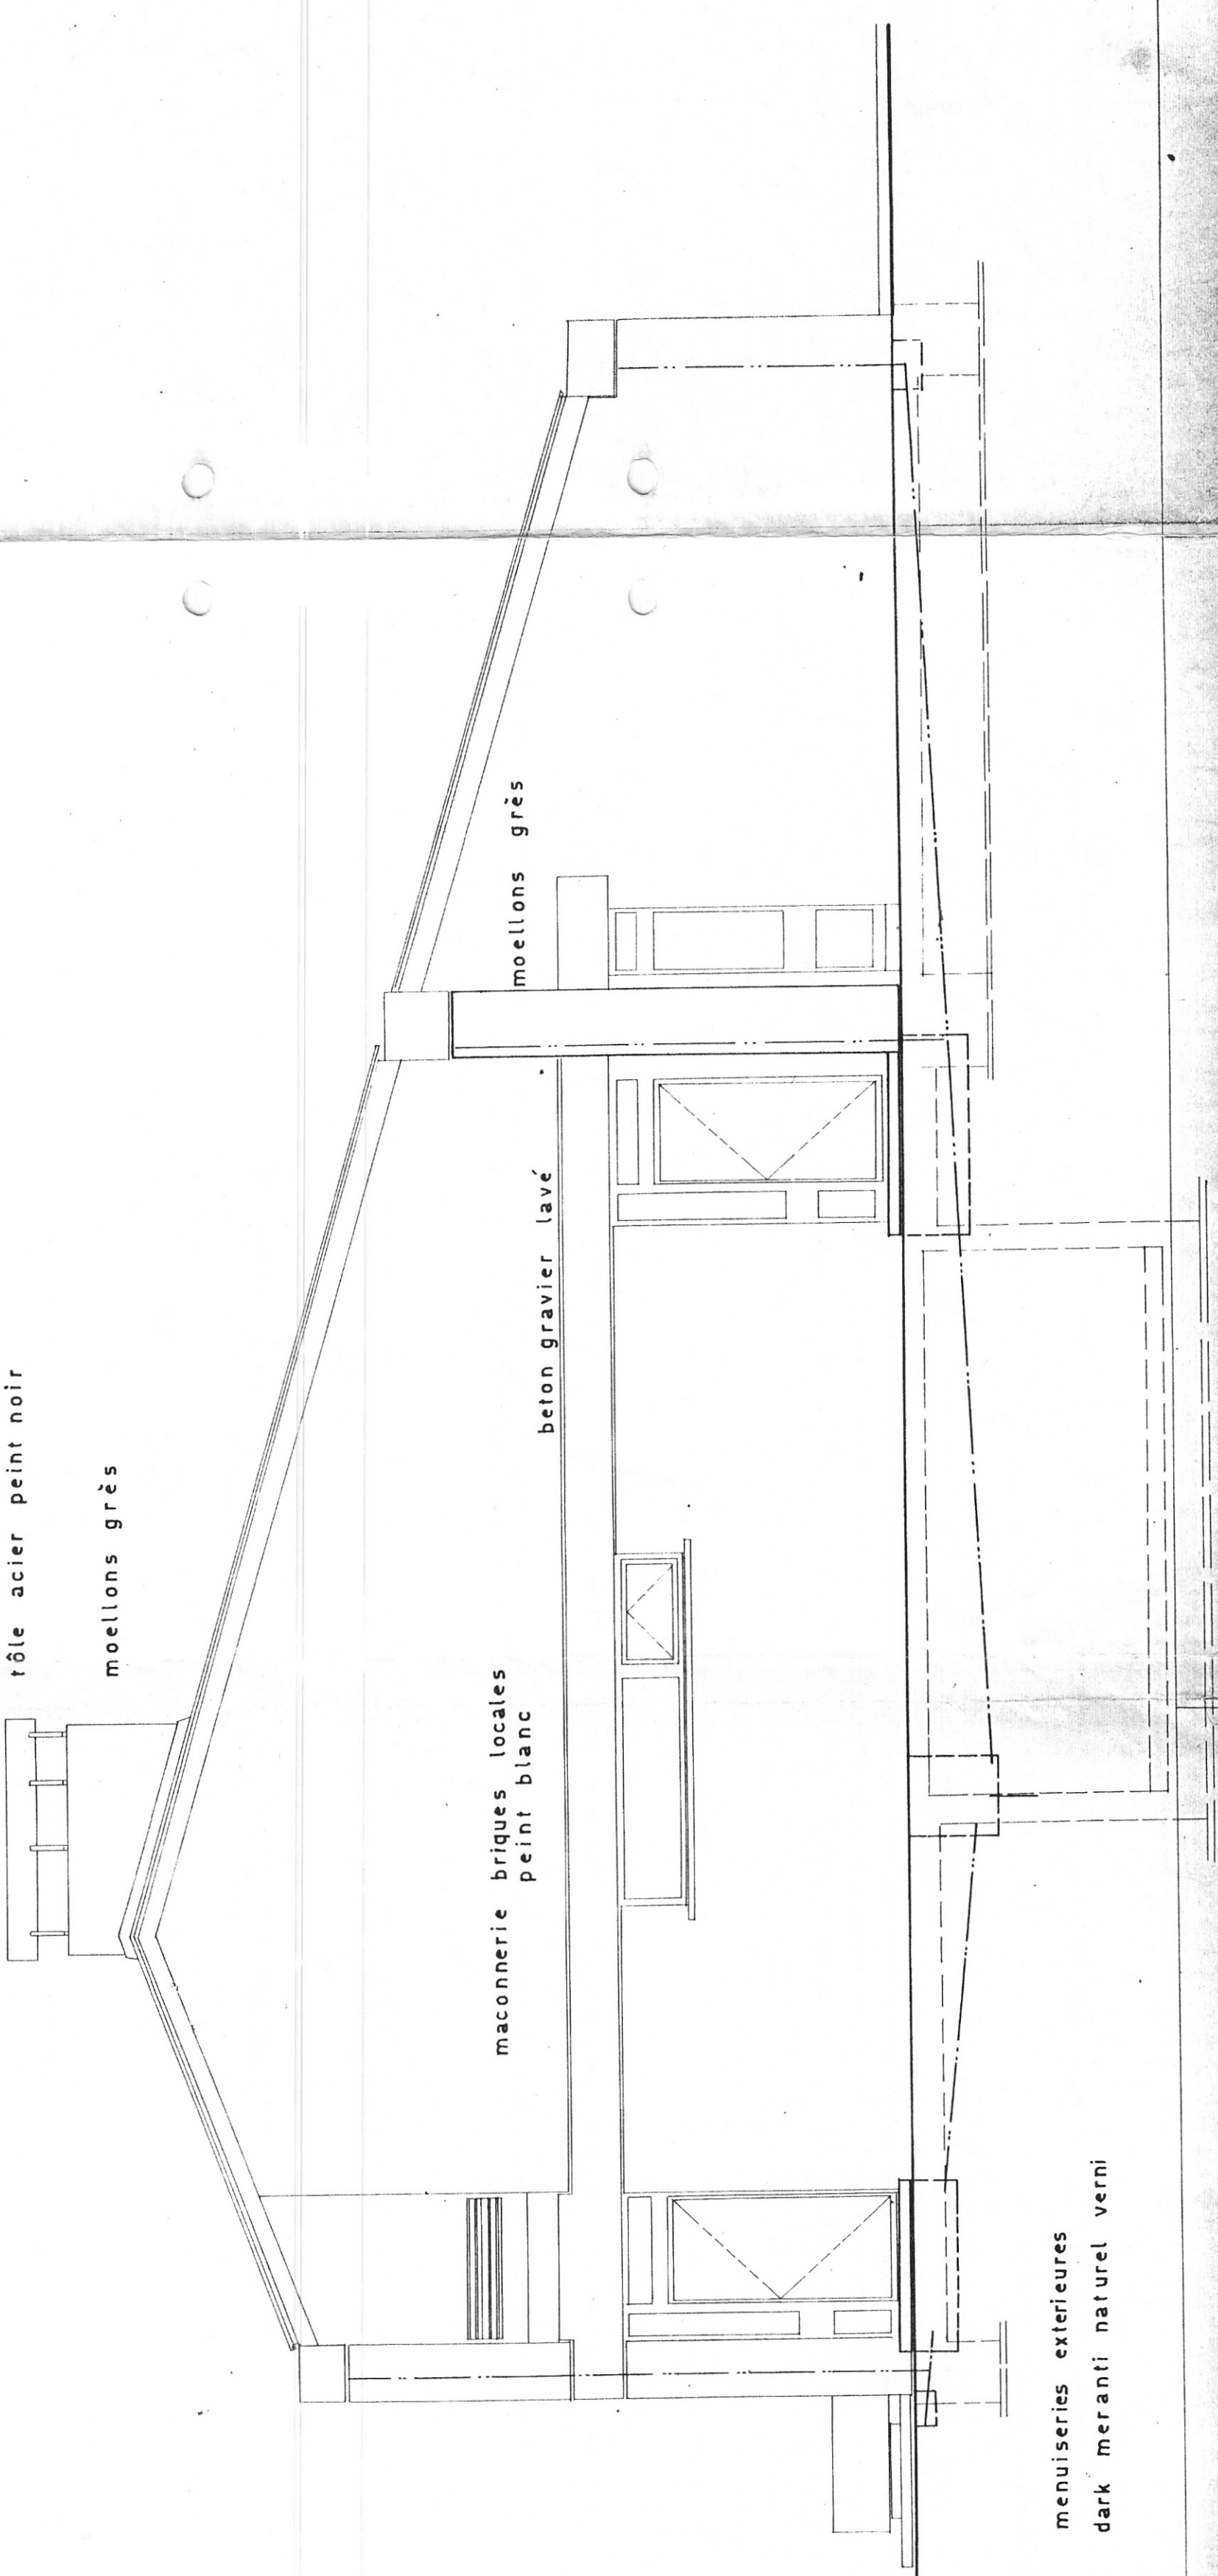 tôle acier peint noir
moellons grès
moellons grès
beton gravier lavé
maconnerie briques locales
peint blanc
menuiseries exterieures
dark meranti naturel verni